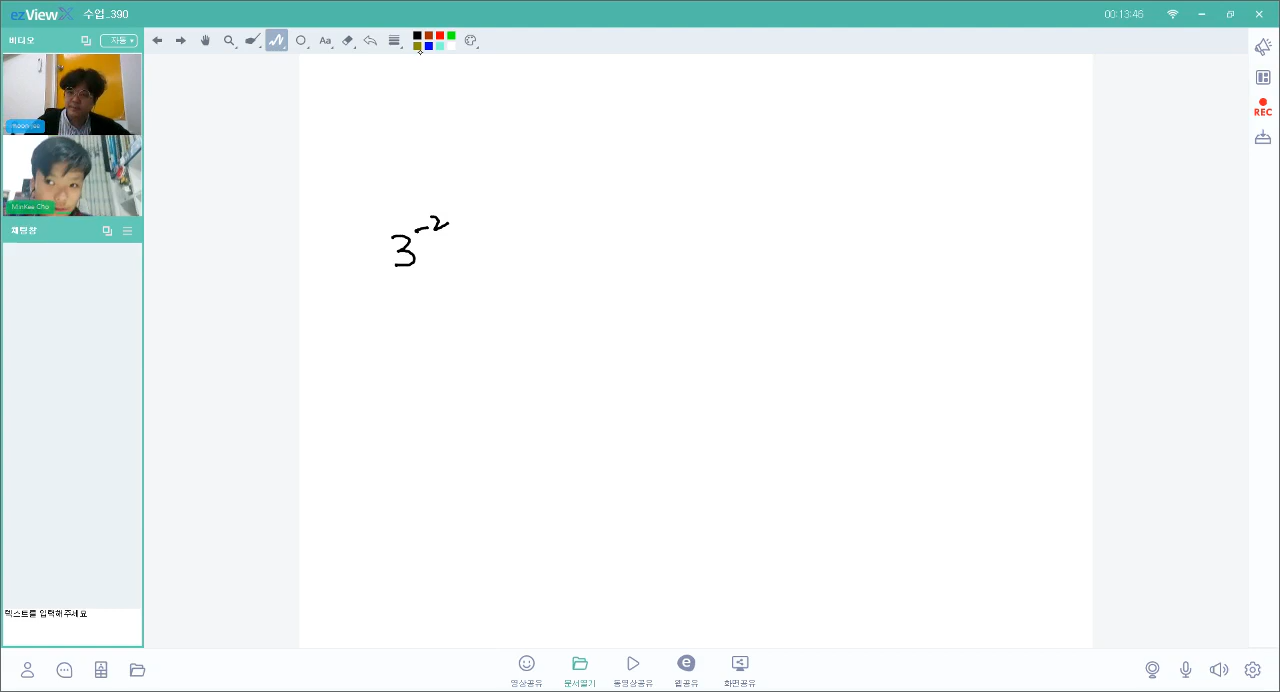 ezViewX 수업_390 00:13:46
비디오 자동
Aa
MinKee Cho
채팅창
REC
3⁻²
텍스트를 입력해주세요
영상공유 문서열기 동영상공유 웹공유 화면공유